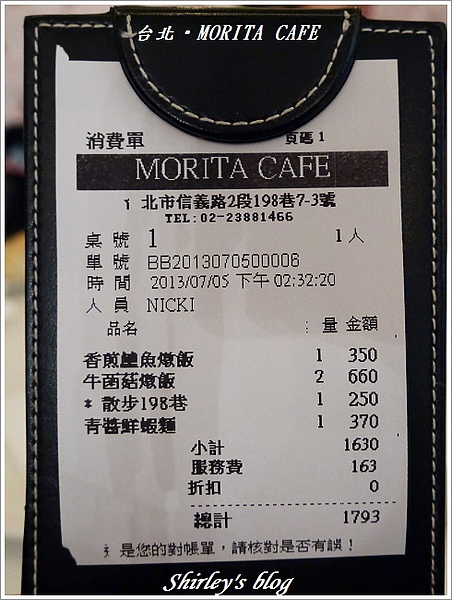 台北·MORITA CAFE
消費單 頁碼 1
MORITA CAFE
北市信義路2段198巷7-3號
TEL:02-23881466
桌 號 1 1 人
單 號 BB2013070500006
時 間 2013/07/05 下午 02:32:20
人 員 NICKI
品名 量 金額
香煎鱸魚燉飯 1 350
牛菌菇燉飯 2 660
* 散步198巷 1 250
青醬鮮蝦麵 1 370
小計 1630
服務費 163
折扣 0
總計 1793
是您的對帳單，請核對是否有誤！
Shirley's blog